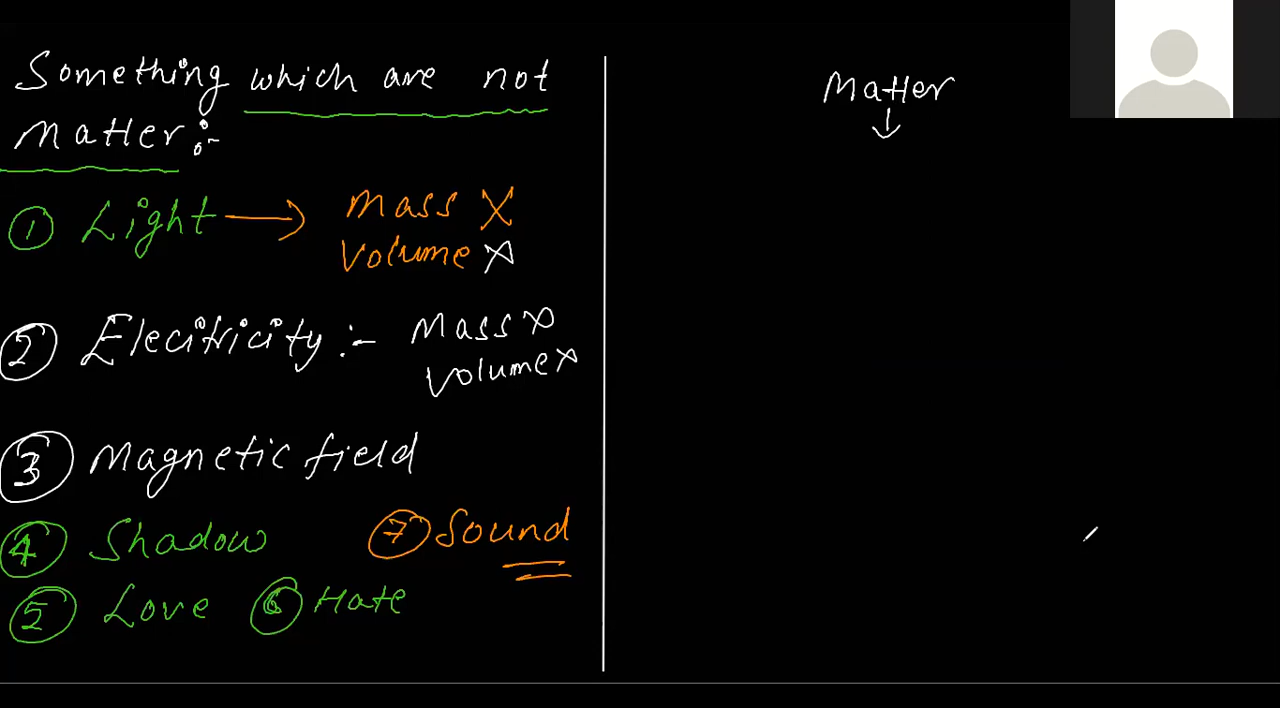 Something which are not
Matter :-
1 Light → Mass X
Volume X
2 Electricity :- Mass X
Volume X
3 Magnetic field
4 Shadow 7 Sound
5 Love 6 Hate
Matter
↓